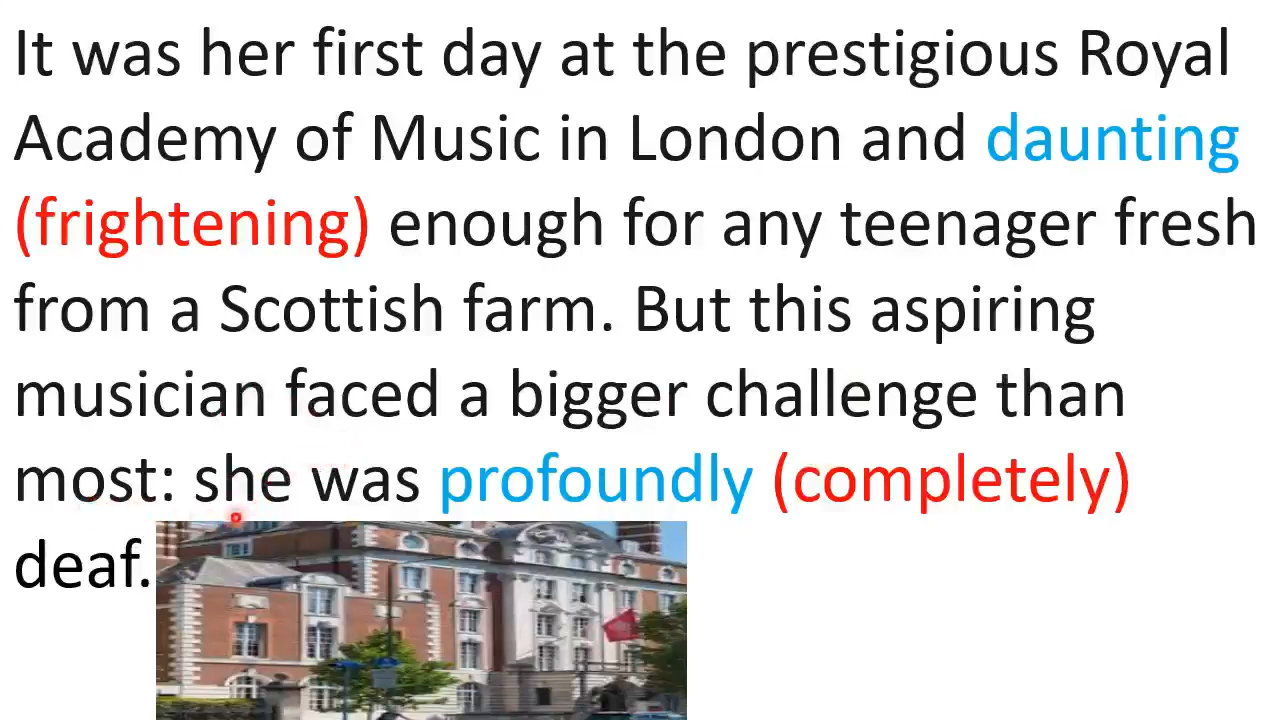 It was her first day at the prestigious Royal
Academy of Music in London and daunting
(frightening) enough for any teenager fresh
from a Scottish farm. But this aspiring
musician faced a bigger challenge than
most: she was profoundly (completely)
deaf.